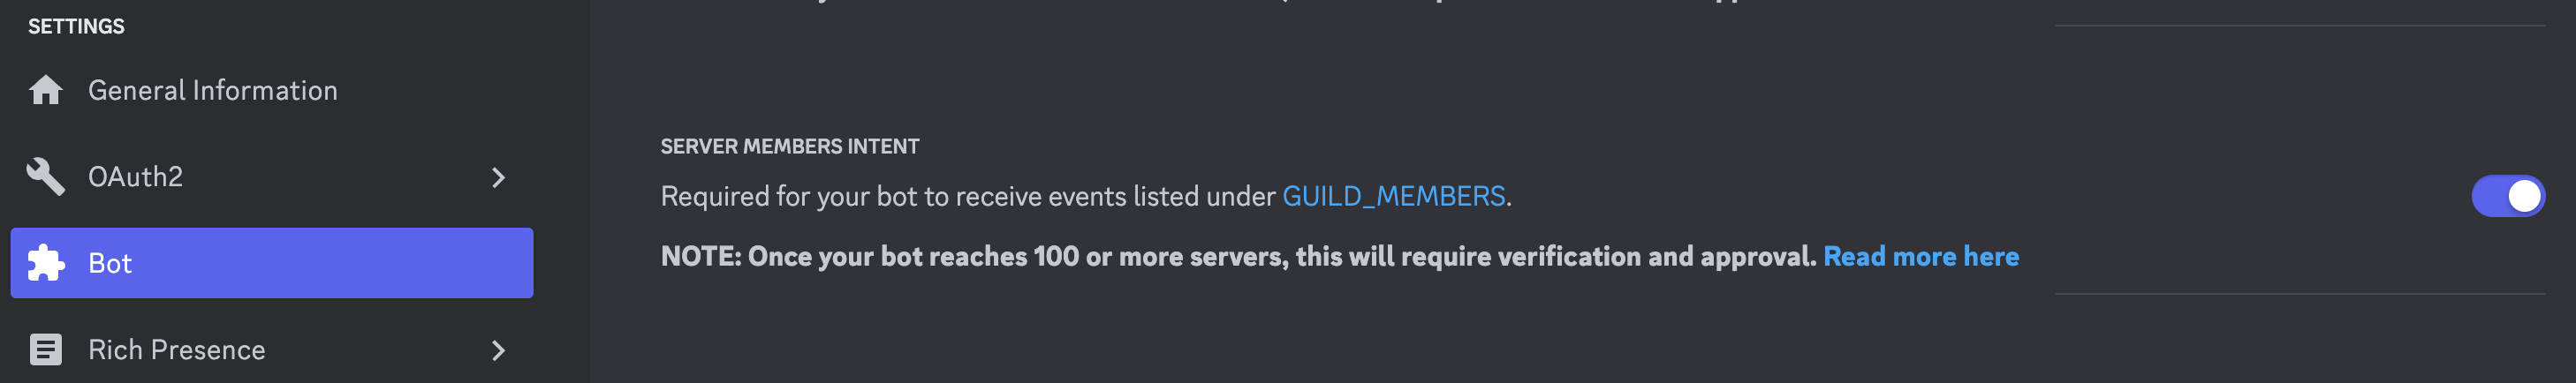 SETTINGS
General Information
OAuth2
Bot
Rich Presence
SERVER MEMBERS INTENT
Required for your bot to receive events listed under GUILD_MEMBERS.
NOTE: Once your bot reaches 100 or more servers, this will require verification and approval. Read more here